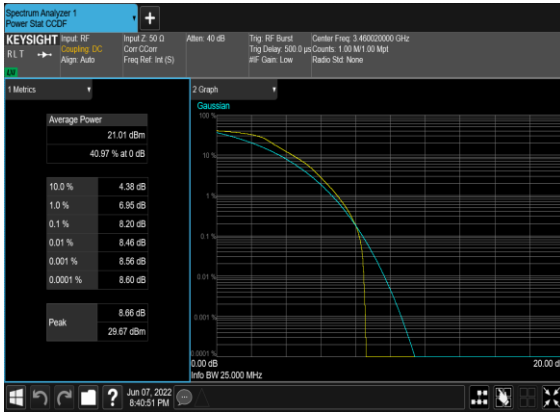 Spectrum Analyzer 1
Power Stat CCDF
+
KEYSIGHT Input: RF Input Z: 50 Ω Atten: 40 dB Trig: RF Burst Center Freq: 3.460020000 GHz
RLT Coupling: DC Corr CCorr Trig Delay: 500.0 µs Counts: 1.00 M/1.00 Mpt
Align: Auto Freq Ref: Int (S) #IF Gain: Low Radio Std: None
1 Metrics
2 Graph
Average Power
21.01 dBm
40.97 % at 0 dB
10.0 % 4.38 dB
1.0 % 6.95 dB
0.1 % 8.20 dB
0.01 % 8.46 dB
0.001 % 8.56 dB
0.0001 % 8.60 dB
Peak
8.66 dB
29.67 dBm
Gaussian
100 %
10 %
1 %
0.1 %
0.01 %
0.001 %
0.0001 %
0.00 dB 20.00 d
Info BW 25.000 MHz
?
Jun 07, 2022
8:40:51 PM